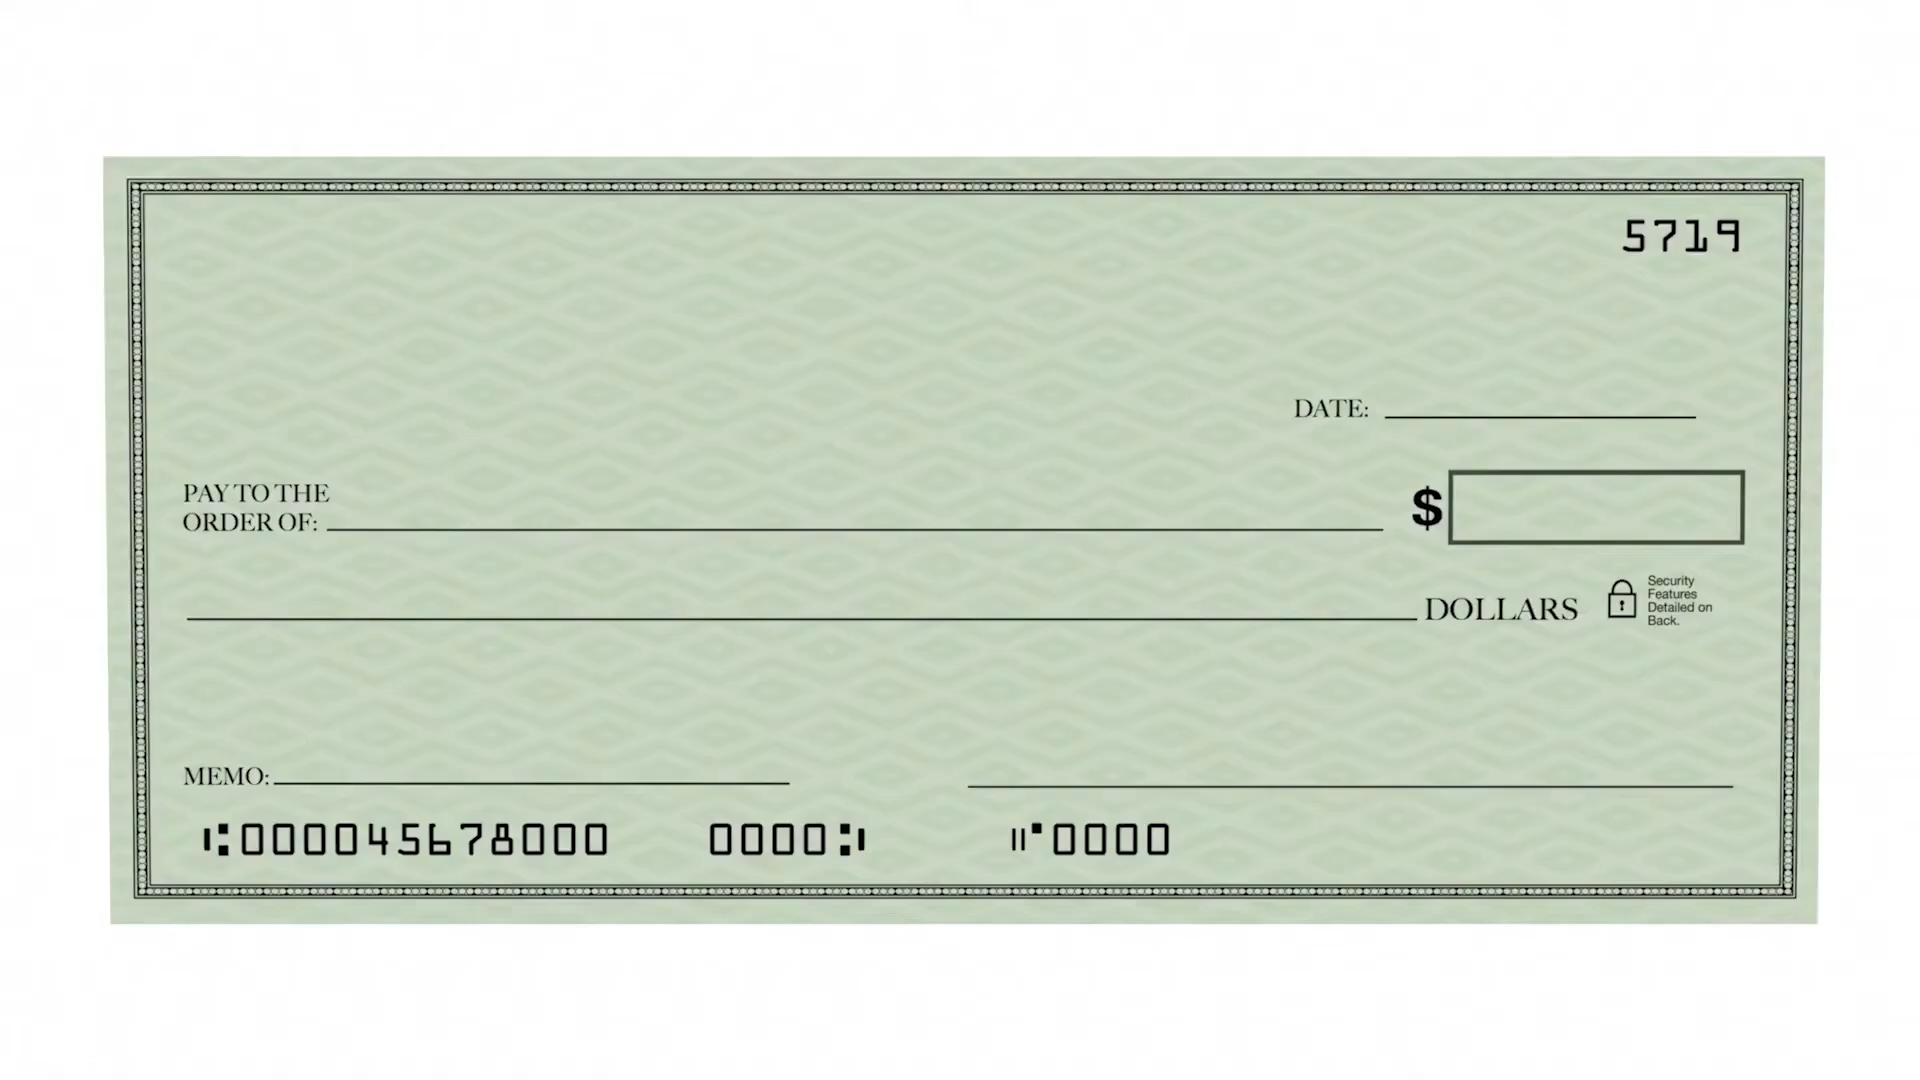 5719
DATE:
PAY TO THE
ORDER OF:
$
DOLLARS
Security
Features
Detailed on
Back.
MEMO:
⑆000045678000 0000⑆ ⑈0000